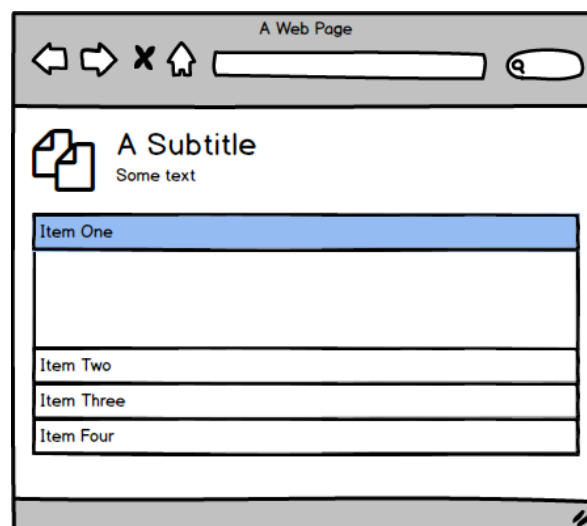 A Web Page
A Subtitle
Some text
Item One
Item Two
Item Three
Item Four